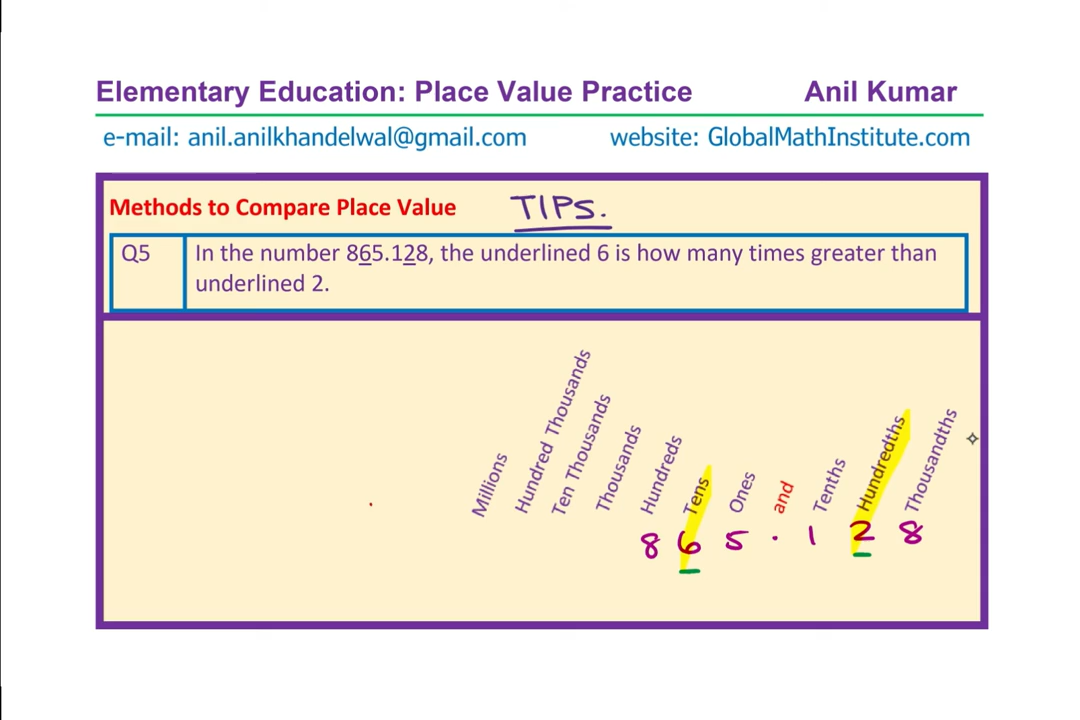 Elementary Education: Place Value Practice Anil Kumar
e-mail: anil.anilkhandelwal@gmail.com website: GlobalMathInstitute.com
Methods to Compare Place Value TIPS.
Q5 In the number 865.128, the underlined 6 is how many times greater than
underlined 2.
Millions Hundred Thousands Ten Thousands Thousands Hundreds Tens Ones and Tenths Hundredths Thousandths
8 6 5 . 1 2 8